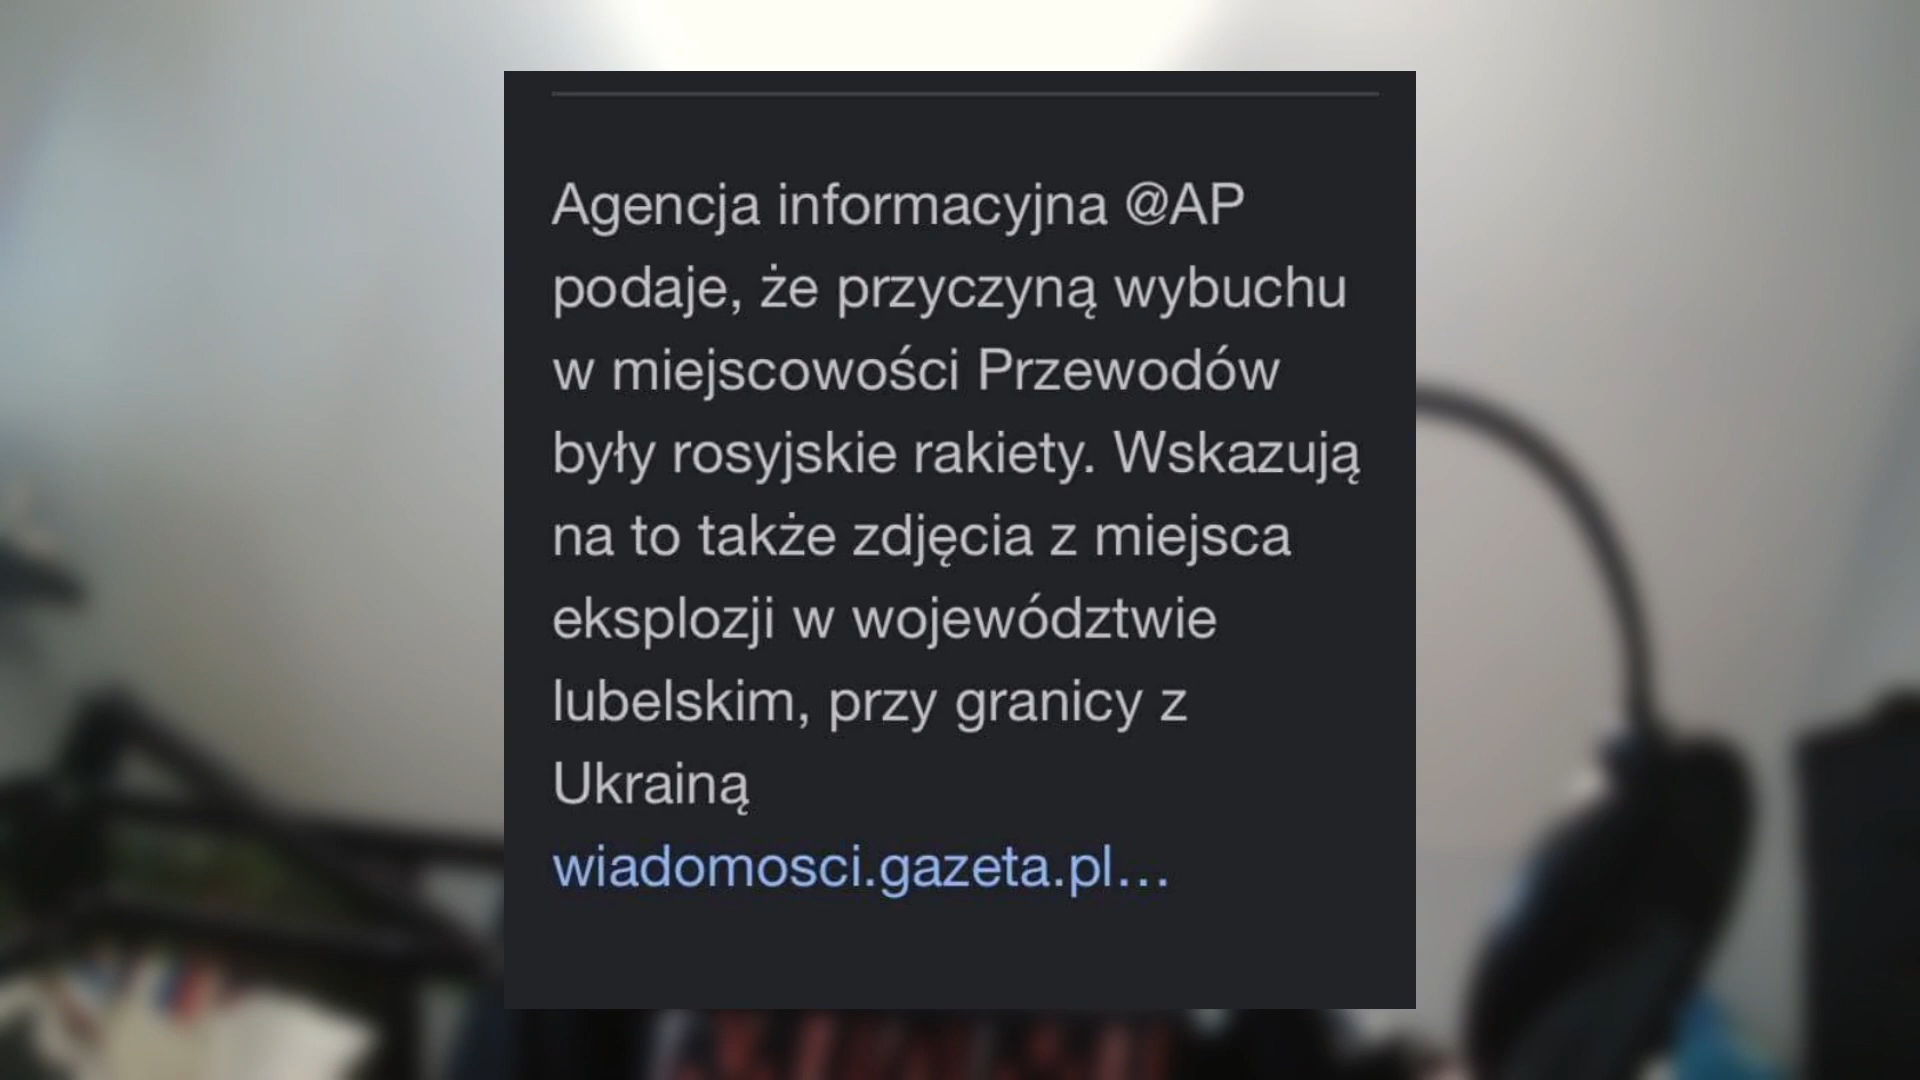 Agencja informacyjna @AP
podaje, że przyczyną wybuchu
w miejscowości Przewodów
były rosyjskie rakiety. Wskazują
na to także zdjęcia z miejsca
eksplozji w województwie
lubelskim, przy granicy z
Ukrainą
wiadomosci.gazeta.pl…